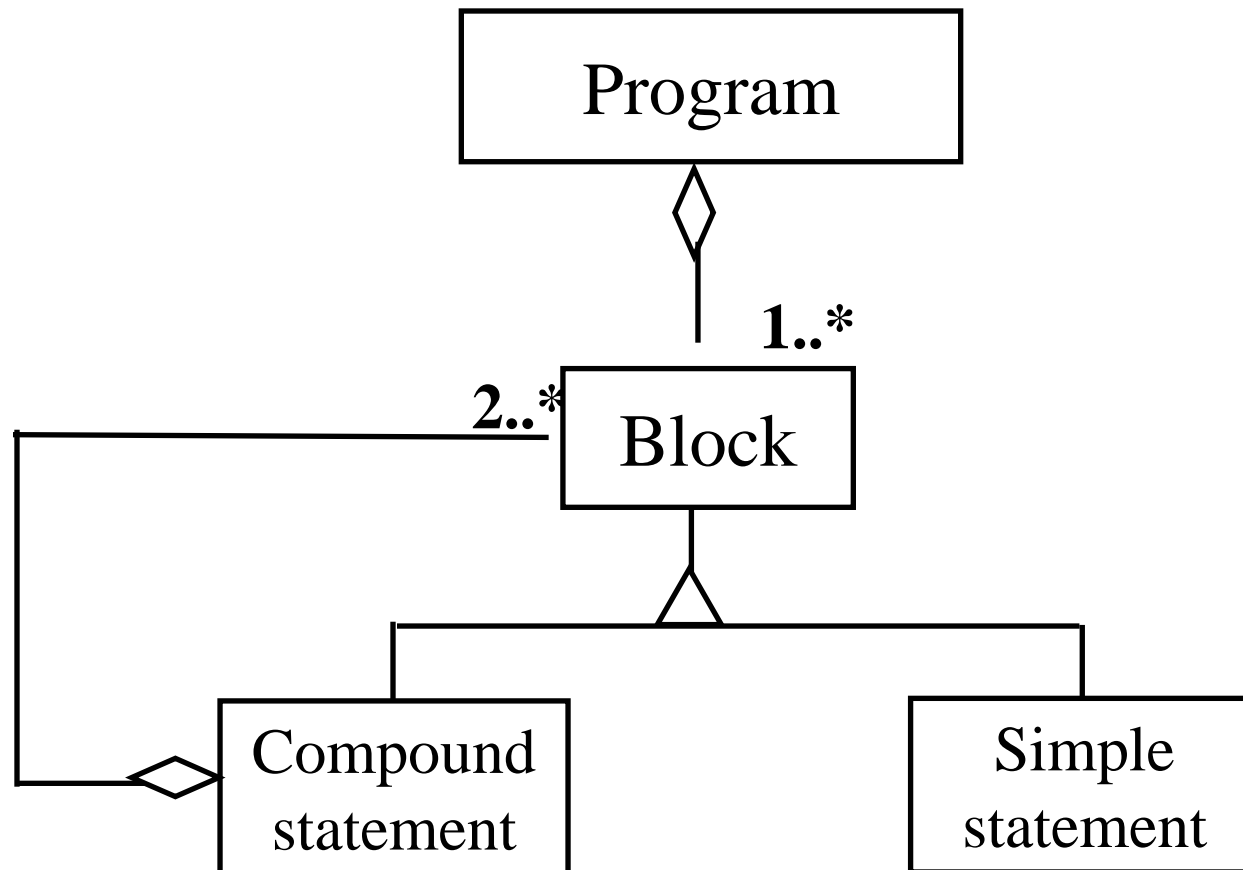 Program
1..*
2..*
Block
Compound
statement
Simple
statement